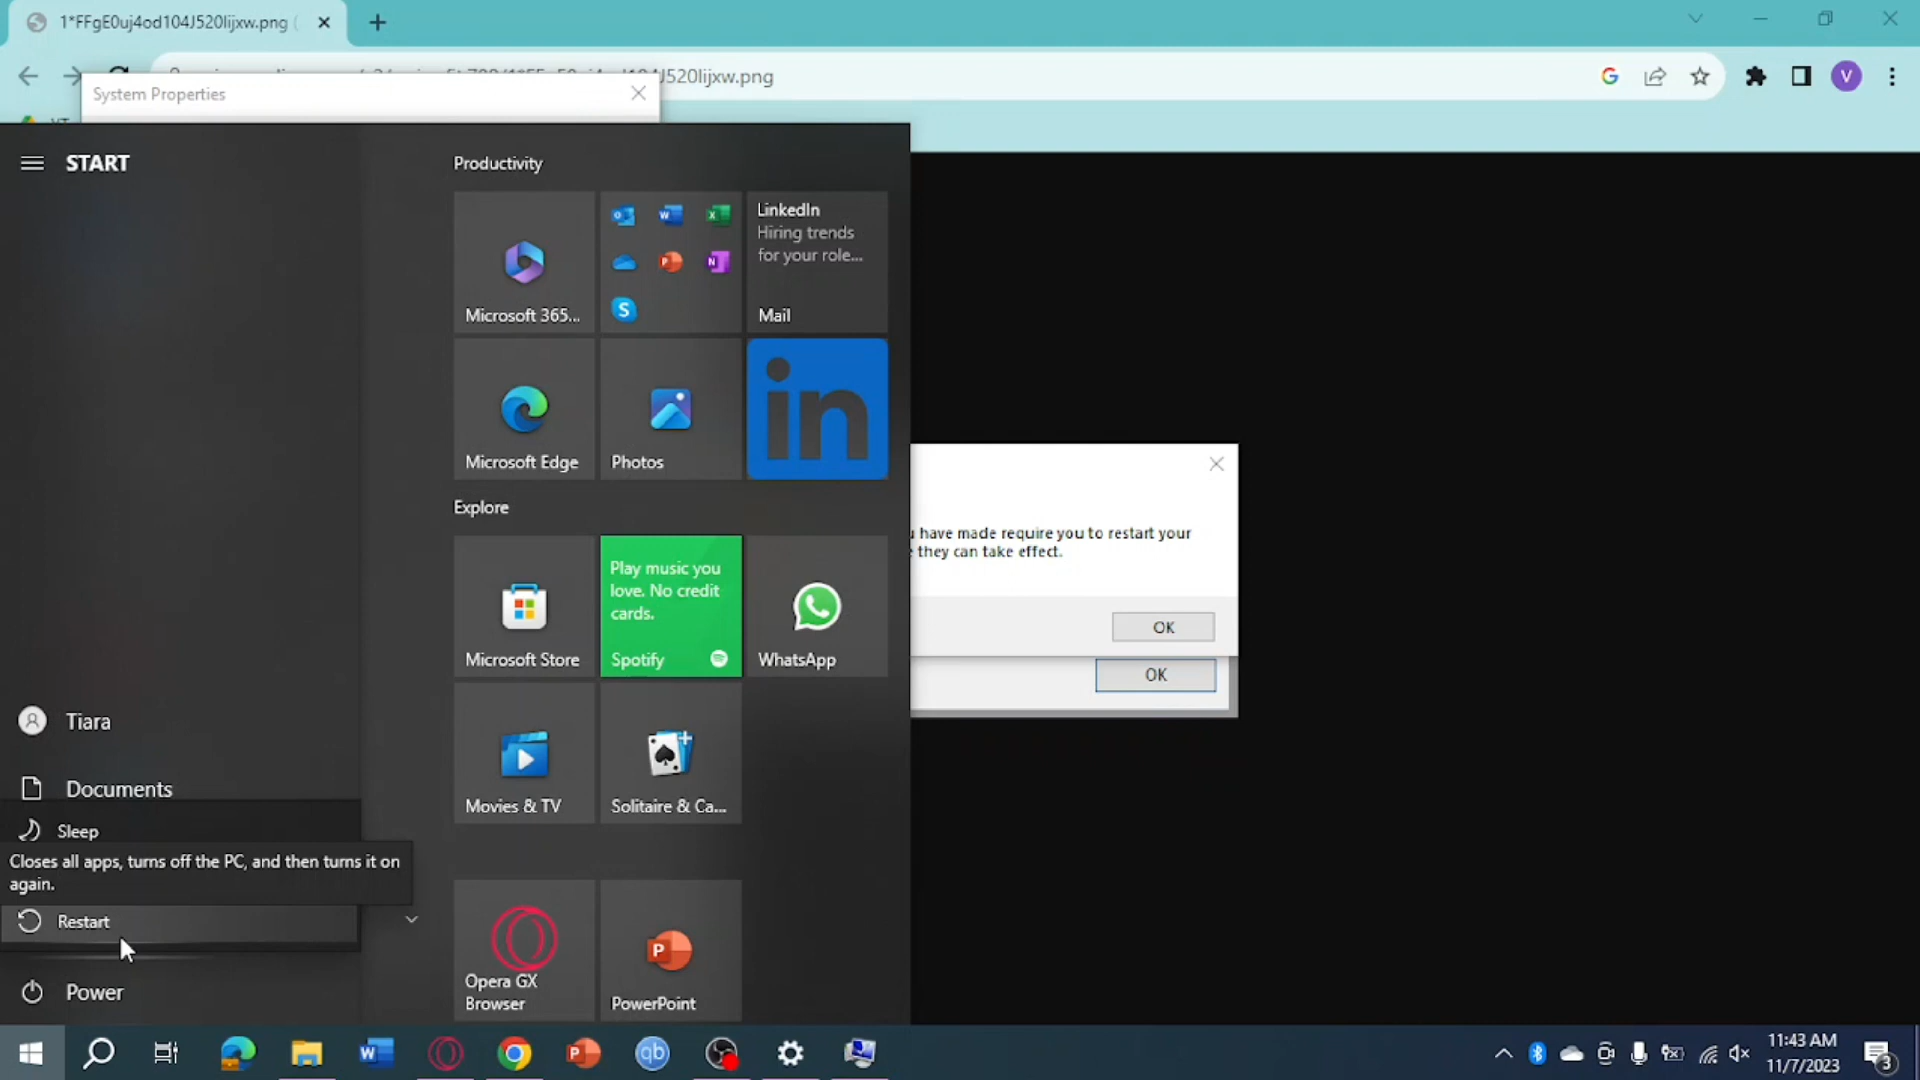 1*FFgE0uj4od104J520lijxw.png (
520lijxw.png
V
System Properties
START
Productivity
LinkedIn
Hiring trends
for your role...
Microsoft 365...
Mail
Microsoft Edge
Photos
in
Explore
have made require you to restart your
they can take effect.
OK
OK
Play music you
love. No credit
cards.
Microsoft Store
Spotify
WhatsApp
Tiara
Documents
Movies & TV
Solitaire & Ca...
Sleep
Closes all apps, turns off the PC, and then turns it on
again.
Restart
Power
Opera GX
Browser
PowerPoint
11:43 AM
11/7/2023
3